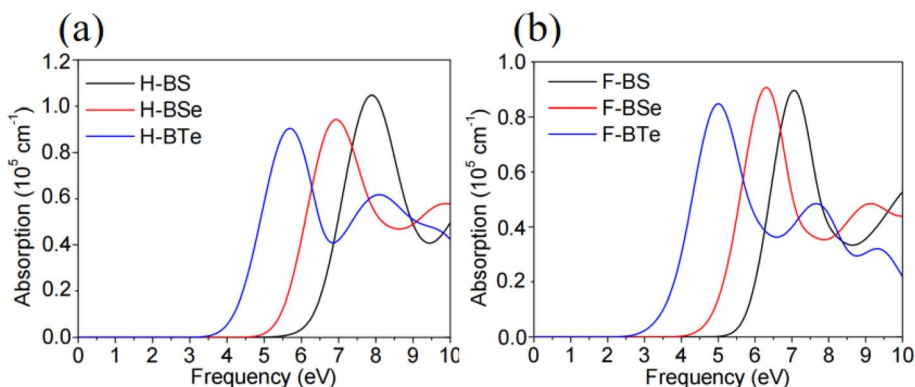 (a)
1.2
1.0
0.8
0.6
0.4
0.2
0.0
Absorption (10⁵ cm⁻¹)
H-BS
H-BSe
H-BTe
0 1 2 3 4 5 6 7 8 9 10
Frequency (eV)
(b)
1.0
0.8
0.6
0.4
0.2
0.0
Absorption (10⁵ cm⁻¹)
F-BS
F-BSe
F-BTe
0 1 2 3 4 5 6 7 8 9 10
Frequency (eV)